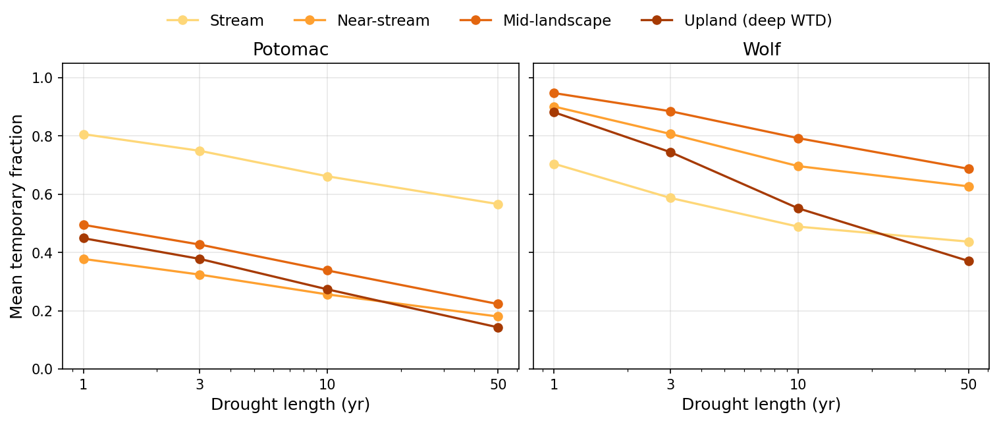 Stream Near-stream Mid-landscape Upland (deep WTD)
Potomac
Wolf
Mean temporary fraction
1.0
0.8
0.6
0.4
0.2
0.0
1 3 10 50
1 3 10 50
Drought length (yr)
Drought length (yr)